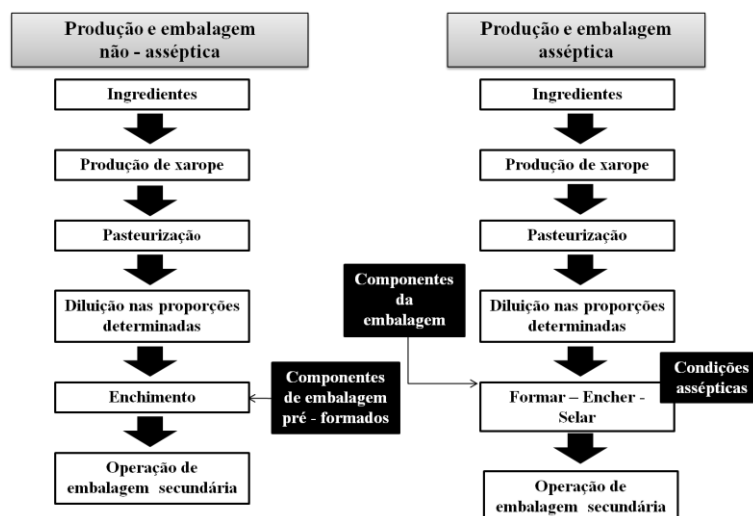 Produção e embalagem
não - asséptica
Ingredientes
Produção de xarope
Pasteurização
Diluição nas proporções
determinadas
Enchimento
Componentes
de embalagem
pré - formados
Operação de
embalagem secundária
Produção e embalagem
asséptica
Ingredientes
Produção de xarope
Pasteurização
Componentes
da
embalagem
Diluição nas proporções
determinadas
Condições
assépticas
Formar – Encher -
Selar
Operação de
embalagem secundária